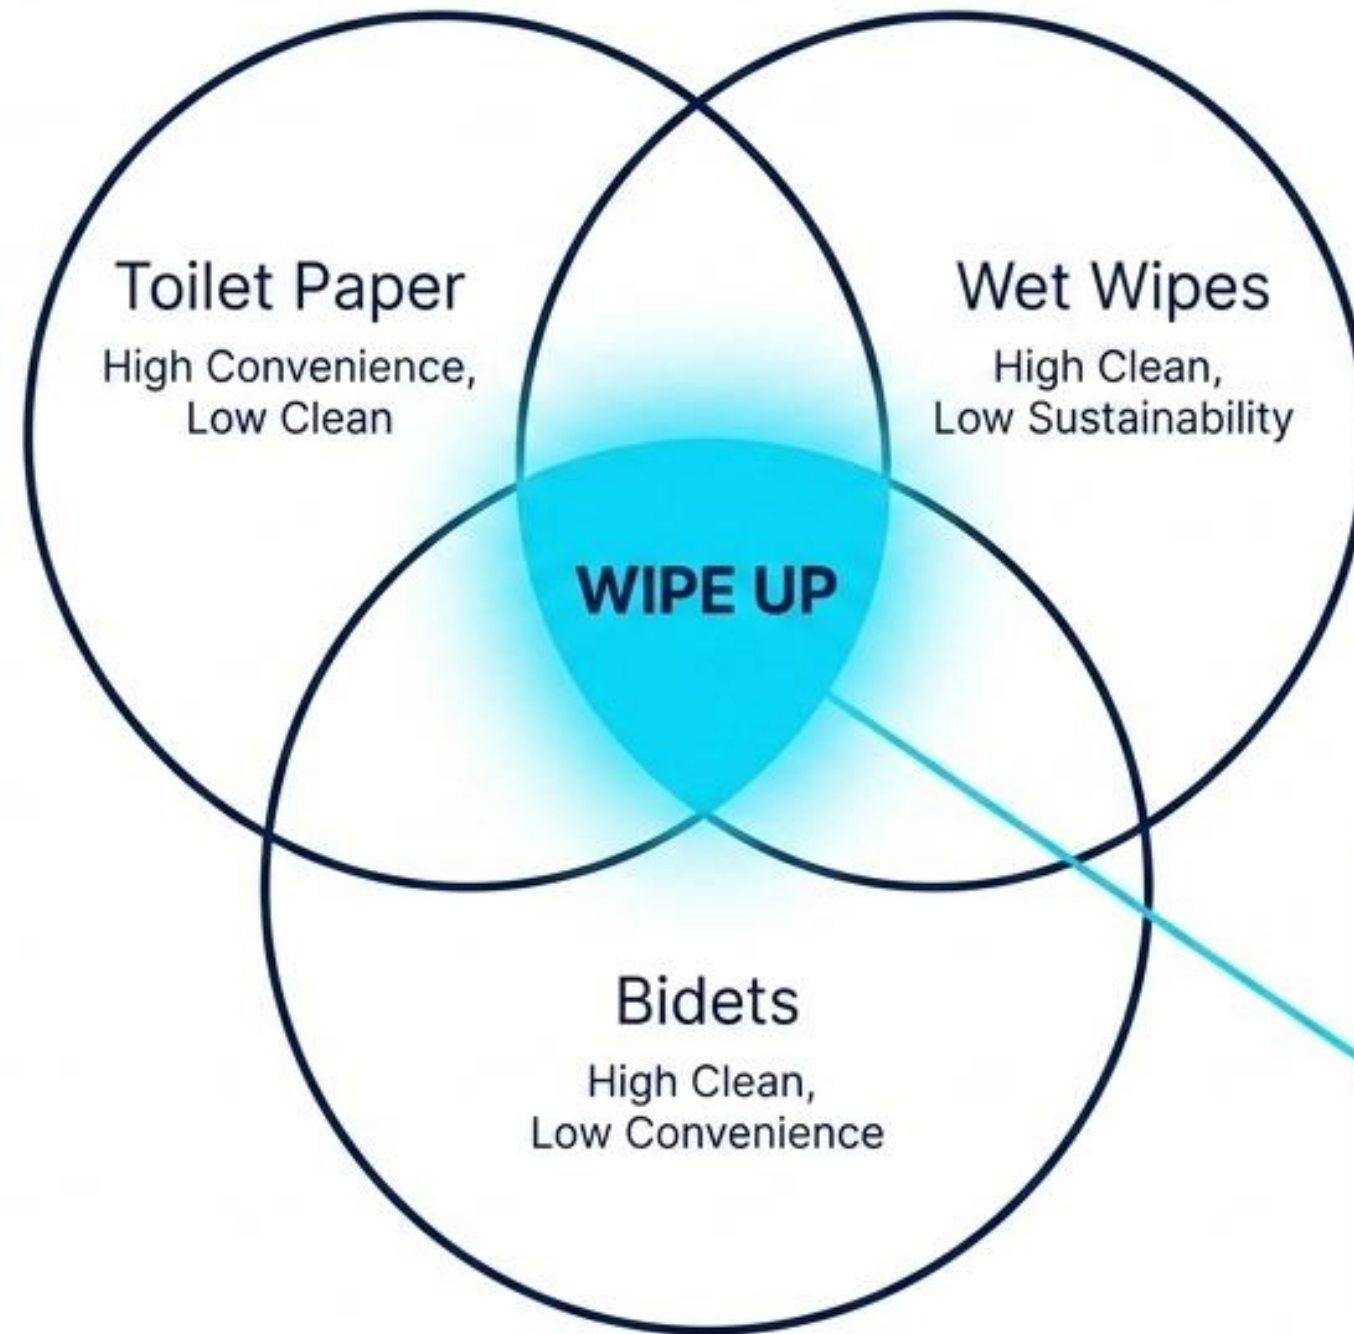 Toilet Paper
High Convenience,
Low Clean
Wet Wipes
High Clean,
Low Sustainability
WIPE UP
Bidets
High Clean,
Low Convenience